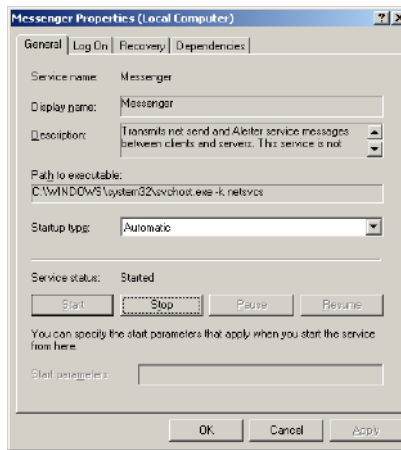 Messenger Properties (Local Computer)
General Log On Recovery Dependencies
Service name: Messenger
Display name: Messenger
Description: Transmits net send and Alerter service messages
between clients and servers. This service is not
Path to executable:
C:\WINDOWS\system32\svchost.exe -k netsvcs
Startup type: Automatic
Service status: Started
Start Stop Pause Resume
You can specify the start parameters that apply when you start the service
from here.
Start parameters:
OK Cancel Apply